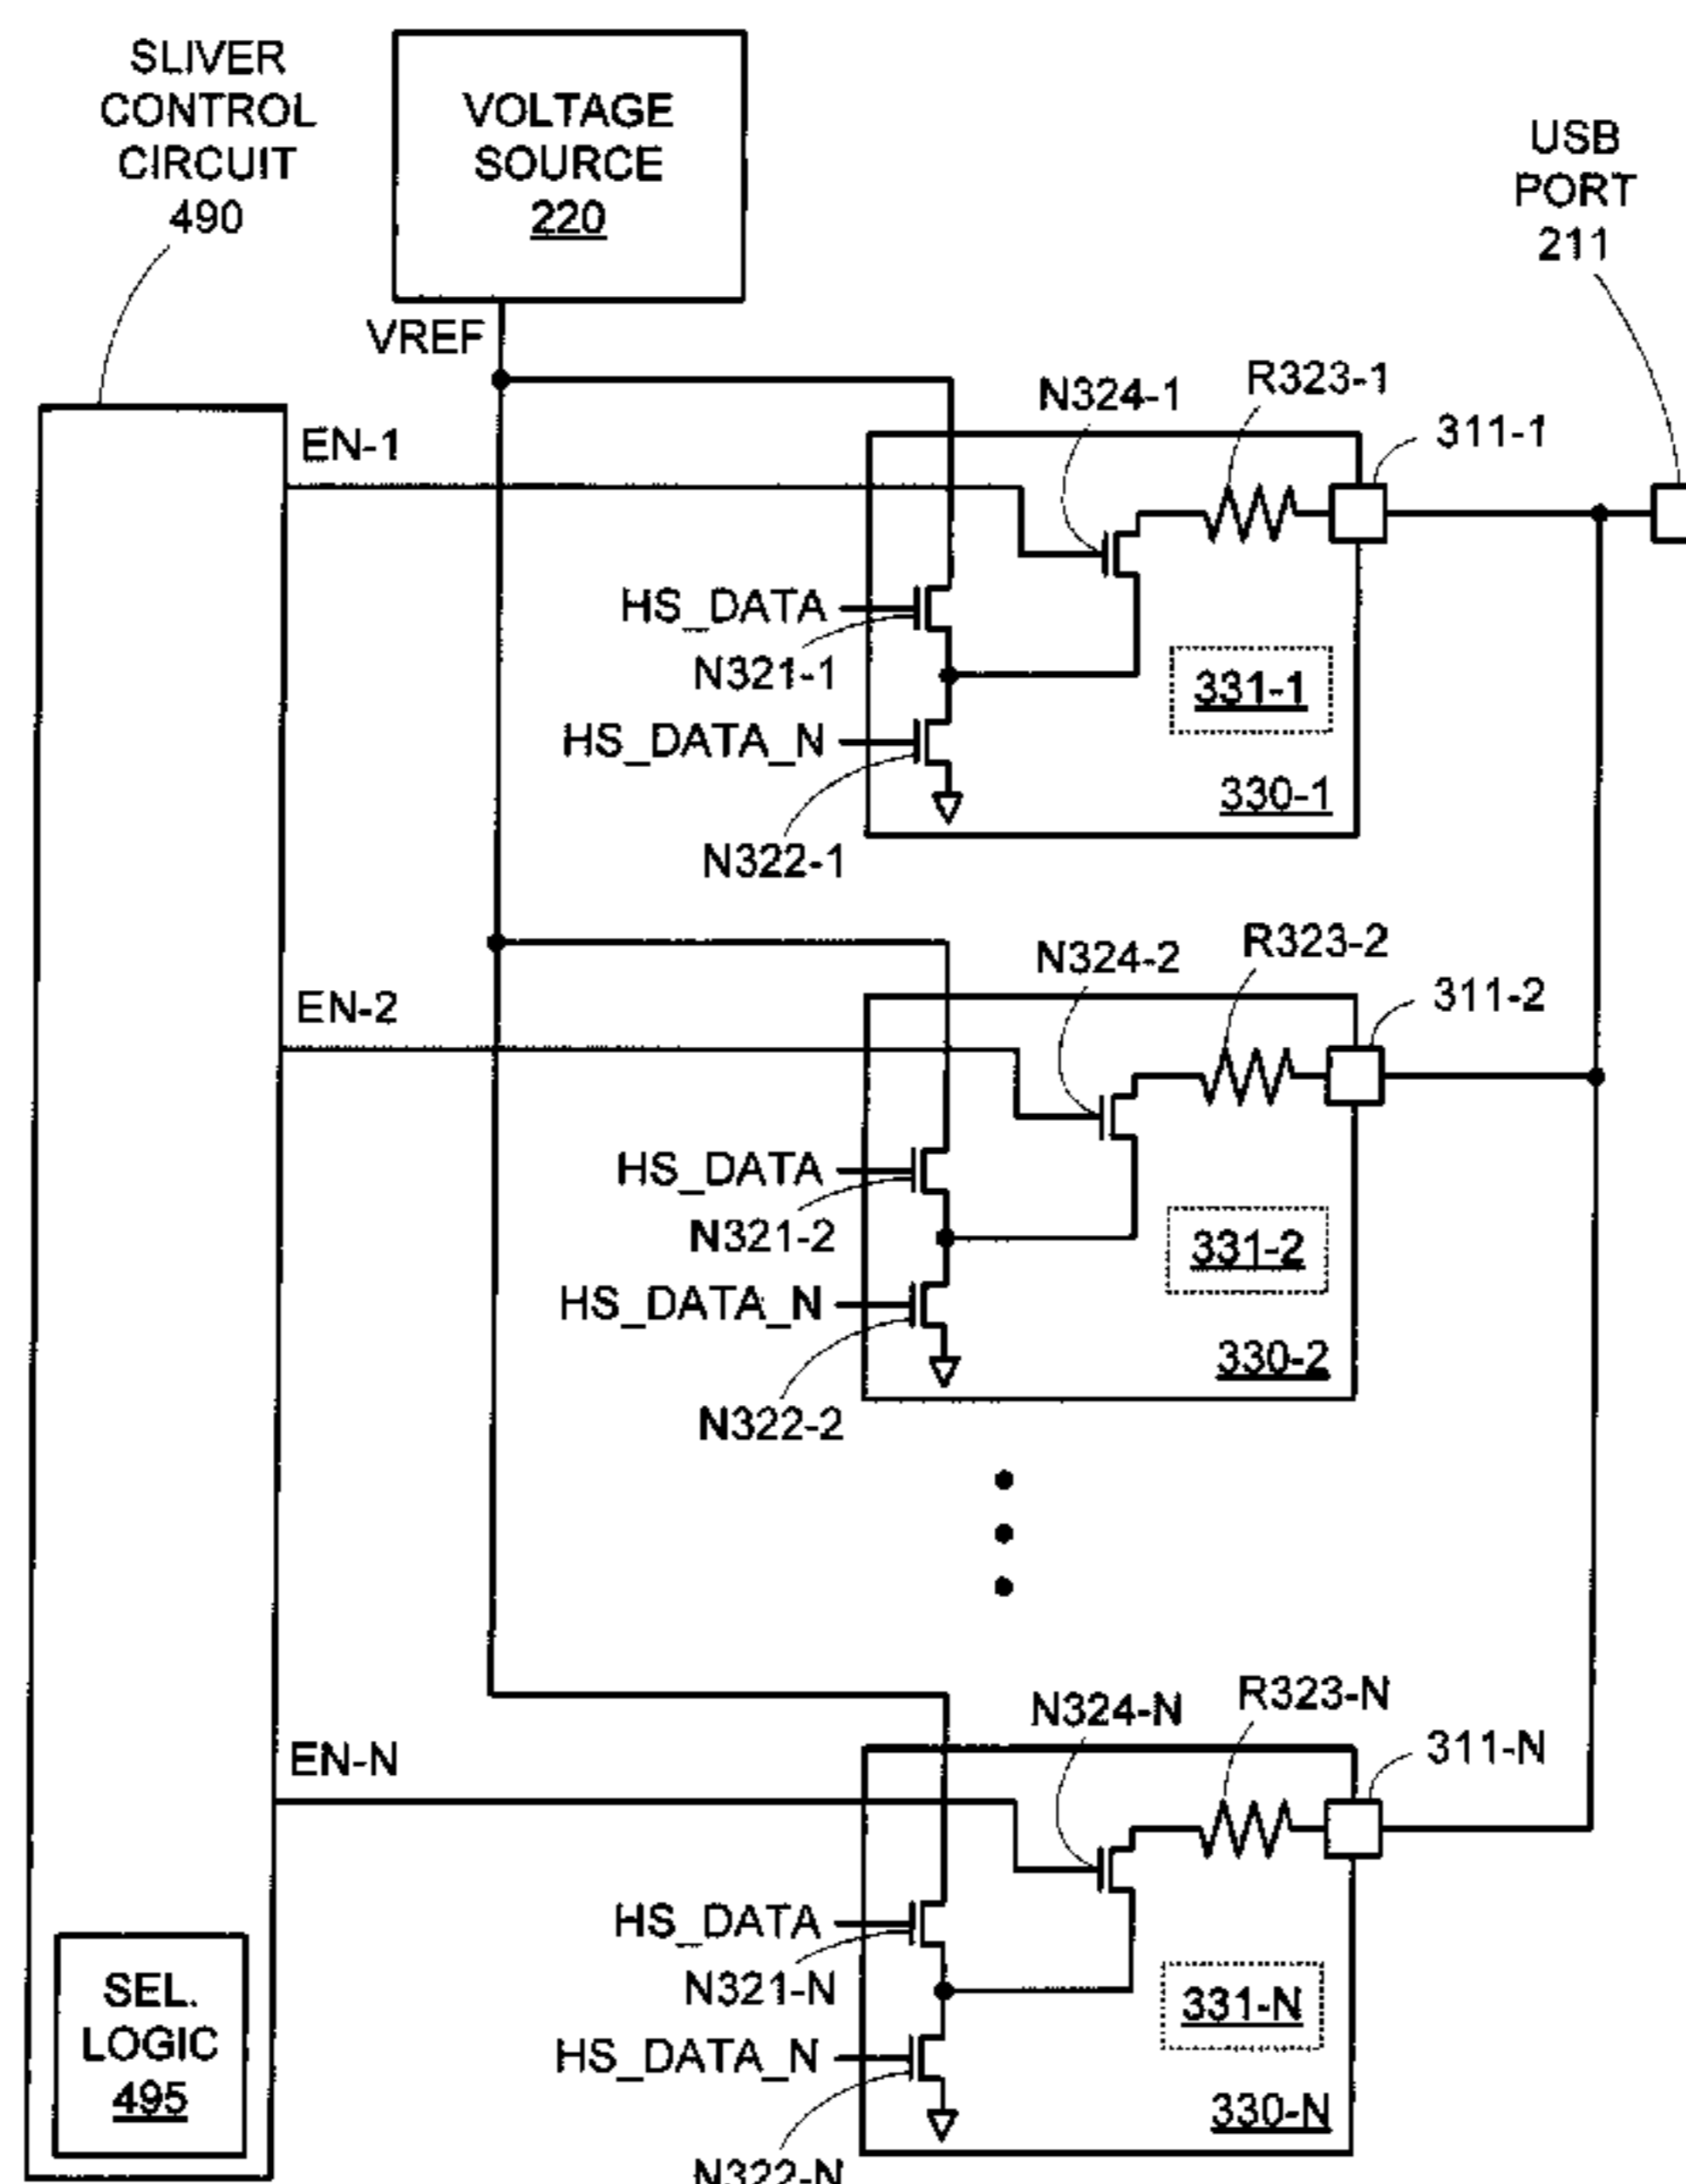 SLIVER
CONTROL
CIRCUIT
490
VOLTAGE
SOURCE
220
USB
PORT
211
VREF
EN-1
N324-1
R323-1
311-1
HS_DATA
N321-1
HS_DATA_N
N322-1
331-1
330-1
EN-2
N324-2
R323-2
311-2
HS_DATA
N321-2
HS_DATA_N
N322-2
331-2
330-2
EN-N
N324-N
R323-N
311-N
HS_DATA
N321-N
HS_DATA_N
N322-N
331-N
330-N
SEL.
LOGIC
495